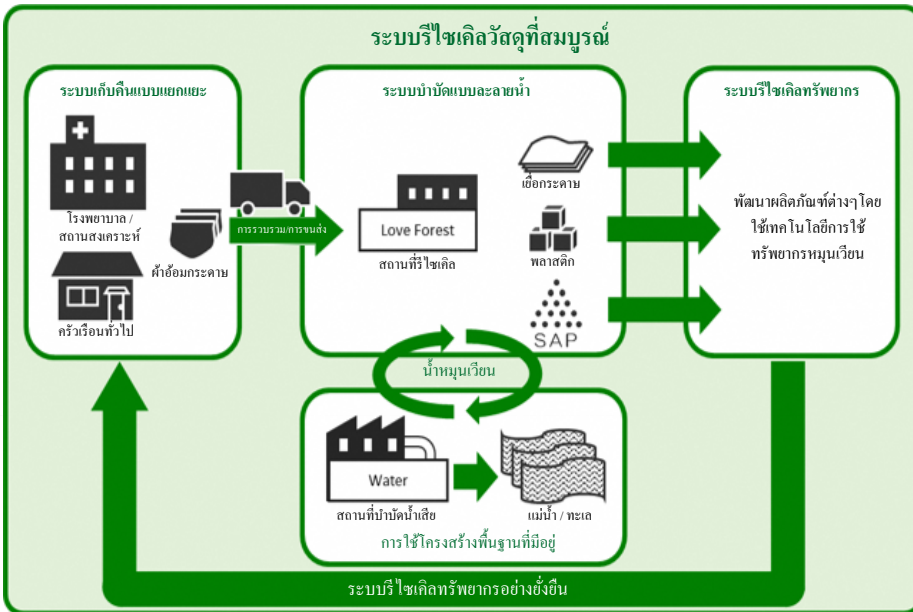 ระบบรีไซเคิลวัสดุที่สมบูรณ์
ระบบเก็บคืนแบบแยกแยะ
โรงพยาบาล /
สถานสงเคราะห์
ผ้าอ้อมกระดาษ
ครัวเรือนทั่วไป
การรวบรวม/การขนส่ง
ระบบบำบัดแบบละลายน้ำ
Love Forest
สถานที่รีไซเคิล
เยื่อกระดาษ
พลาสติก
SAP
ระบบรีไซเคิลทรัพยากร
พัฒนาผลิตภัณฑ์ต่างๆโดย
ใช้เทคโนโลยีการใช้
ทรัพยากรหมุนเวียน
น้ำหมุนเวียน
Water
สถานที่บำบัดน้ำเสีย
แม่น้ำ / ทะเล
การใช้โครงสร้างพื้นฐานที่มีอยู่
ระบบรีไซเคิลทรัพยากรอย่างยั่งยืน